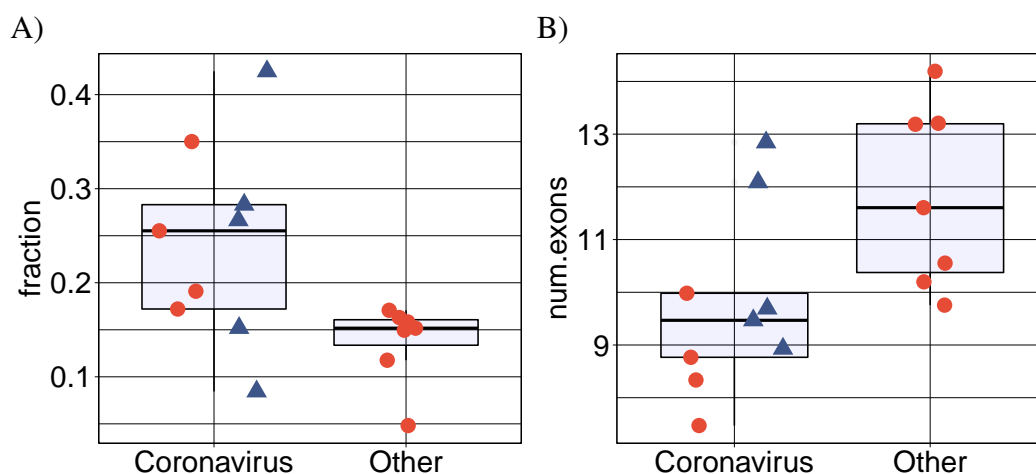 A)
fraction
0.4
0.3
0.2
0.1
Coronavirus Other
B)
num.exons
13
11
9
Coronavirus Other